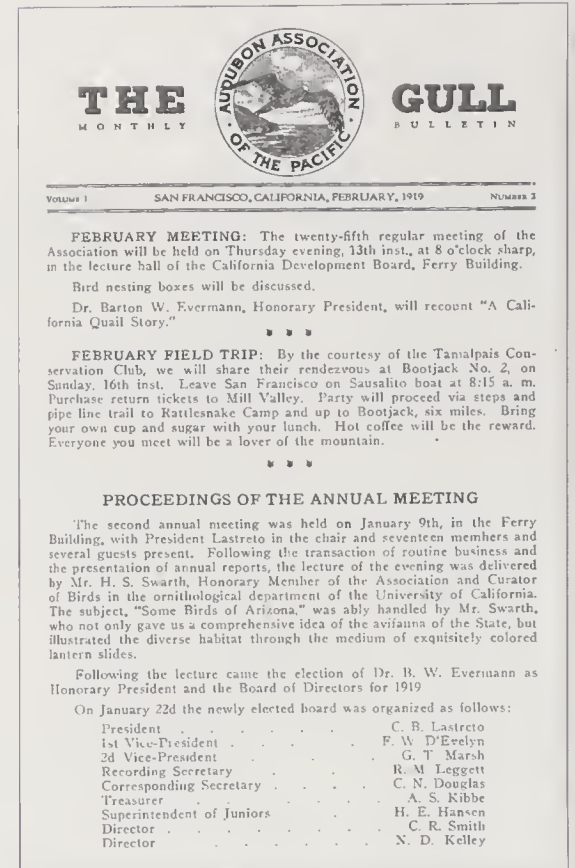 THE
MONTHLY
AUDUBON ASSOCIATION
OF THE PACIFIC
GULL
BULLETIN
VOLUME 1 SAN FRANCISCO, CALIFORNIA, FEBRUARY, 1919 NUMBER 2
FEBRUARY MEETING: The twenty-fifth regular meeting of the
Association will be held on Thursday evening, 13th inst., at 8 o'clock sharp,
in the lecture hall of the California Development Board, Ferry Building.
Bird nesting boxes will be discussed.
Dr. Barton W. Evermann, Honorary President, will recount "A Cali-
fornia Quail Story."
FEBRUARY FIELD TRIP: By the courtesy of the Tamalpais Con-
servation Club, we will share their rendezvous at Bootjack No. 2, on
Sunday, 16th inst. Leave San Francisco on Sausalito boat at 8:15 a. m.
Purchase return tickets to Mill Valley. Party will proceed via steps and
pipe line trail to Rattlesnake Camp and up to Bootjack, six miles. Bring
your own cup and sugar with your lunch. Hot coffee will be the reward.
Everyone you meet will be a lover of the mountain.
PROCEEDINGS OF THE ANNUAL MEETING
The second annual meeting was held on January 9th, in the Ferry
Building, with President Lastreto in the chair and seventeen members and
several guests present. Following the transaction of routine business and
the presentation of annual reports, the lecture of the evening was delivered
by Mr. H. S. Swarth, Honorary Member of the Association and Curator
of Birds in the ornithological department of the University of California.
The subject, "Some Birds of Arizona," was ably handled by Mr. Swarth,
who not only gave us a comprehensive idea of the avifauna of the State, but
illustrated the diverse habitat through the medium of exquisitely colored
lantern slides.
Following the lecture came the election of Dr. B. W. Evermann as
Honorary President and the Board of Directors for 1919
On January 22d the newly elected board was organized as follows:
President . . . . . . C. B. Lastreto
1st Vice-President . . . . F. W. D'Evelyn
2d Vice-President . . . G. T. Marsh
Recording Secretary . . . R. M. Leggett
Corresponding Secretary . . . . C. N. Douglas
Treasurer . . . . A. S. Kibbe
Superintendent of Juniors . . H. E. Hansen
Director . . . . . . . C. R. Smith
Director . . . . . N. D. Kelley